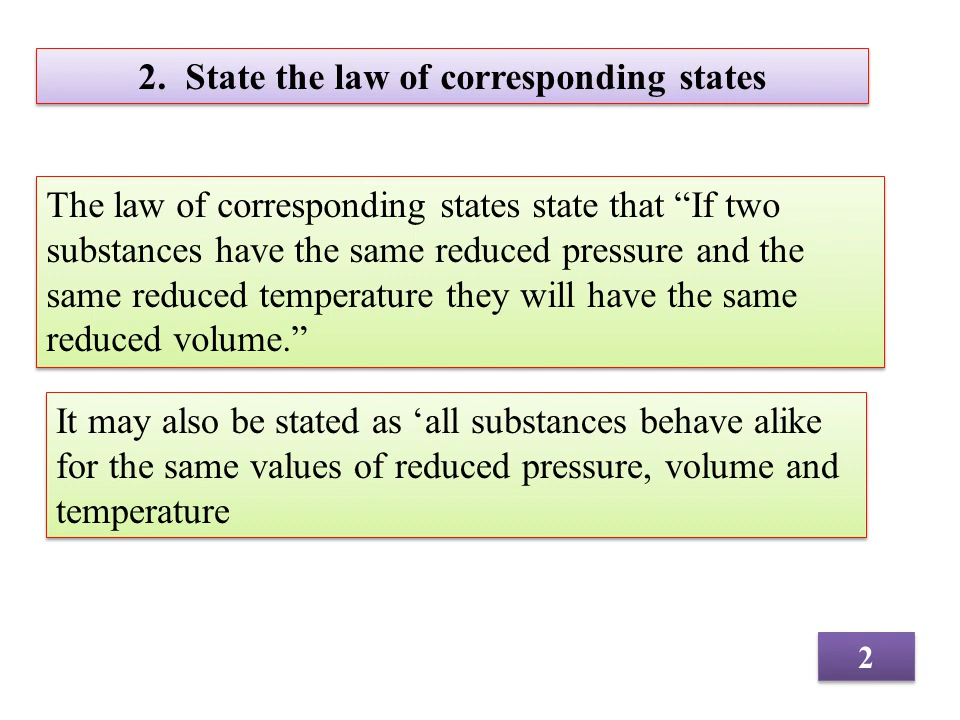 2. State the law of corresponding states
The law of corresponding states state that “If two
substances have the same reduced pressure and the
same reduced temperature they will have the same
reduced volume.”
It may also be stated as ‘all substances behave alike
for the same values of reduced pressure, volume and
temperature
2